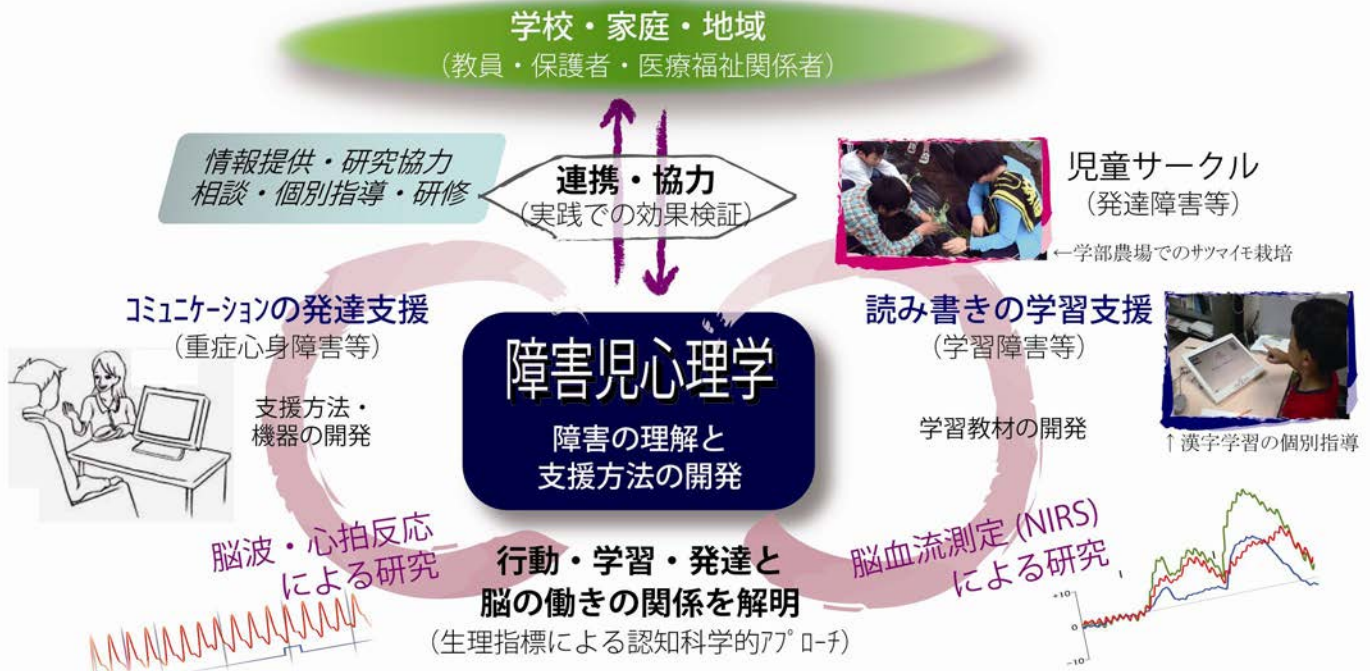 学校・家庭・地域
（教員・保護者・医療福祉関係者）
情報提供・研究協力
相談・個別指導・研修
連携・協力
（実践での効果検証）
児童サークル
（発達障害等）
←学部農場でのサツマイモ栽培
コミュニケーションの発達支援
（重症心身障害等）
支援方法・
機器の開発
障害児心理学
障害の理解と
支援方法の開発
読み書きの学習支援
（学習障害等）
学習教材の開発
↑漢字学習の個別指導
脳波・心拍反応
による研究
行動・学習・発達と
脳の働きの関係を解明
（生理指標による認知科学的アプローチ）
脳血流測定 (NIRS)
による研究
+10
0
-10